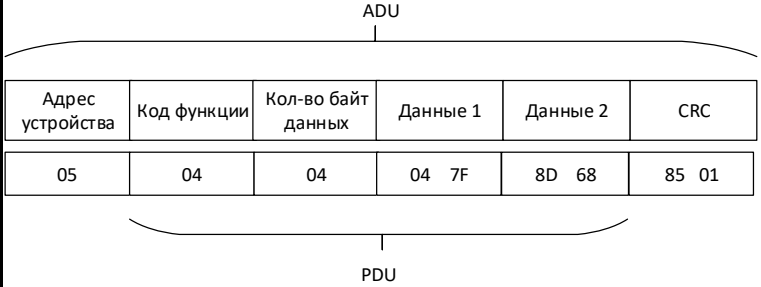 ADU
Адрес
устройства
Код функции
Кол-во байт
данных
Данные 1
Данные 2
CRC
05
04
04
04 7F
8D 68
85 01
PDU